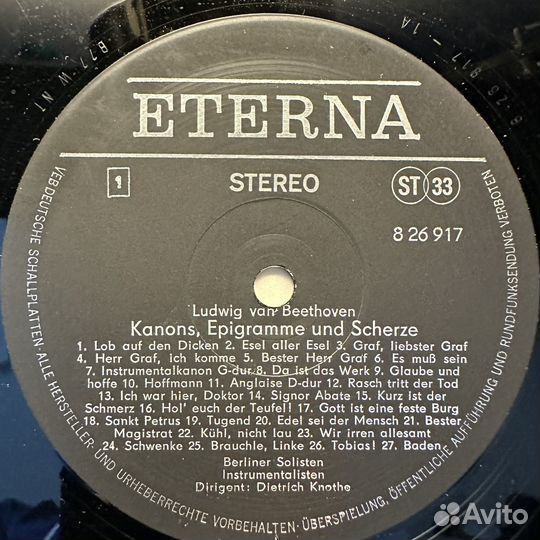 ETERNA
1
STEREO
ST 33
8 26 917
Ludwig van Beethoven
Kanons, Epigramme und Scherze
1. Lob auf den Dicken 2. Esel aller Esel 3. Graf, liebster Graf
4. Herr Graf, ich komme 5. Bester Herr Graf 6. Es muß sein
7. Instrumentalkanon G-dur 8. Da ist das Werk 9. Glaube und
hoffe 10. Hoffmann 11. Anglaise D-dur 12. Rasch tritt der Tod
13. Ich war hier, Doktor 14. Signor Abate 15. Kurz ist der
Schmerz 16. Hol' euch der Teufel! 17. Gott ist eine feste Burg
18. Sankt Petrus 19. Tugend 20. Edel sei der Mensch 21. Bester
Magistrat 22. Kühl, nicht lau 23. Wir irren allesamt
24. Schwenke 25. Brauchle, Linke 26. Tobias! 27. Baden
Berliner Solisten
Instrumentalisten
Dirigent: Dietrich Knothe
VEB DEUTSCHE SCHALLPLATTEN · ALLE HERSTELLER- UND URHEBERRECHTE VORBEHALTEN · ÜBERSPIELUNG, ÖFFENTLICHE AUFFÜHRUNG UND RUNDFUNKSENDUNG VERBOTEN
8 26 917 - 1A
Avito